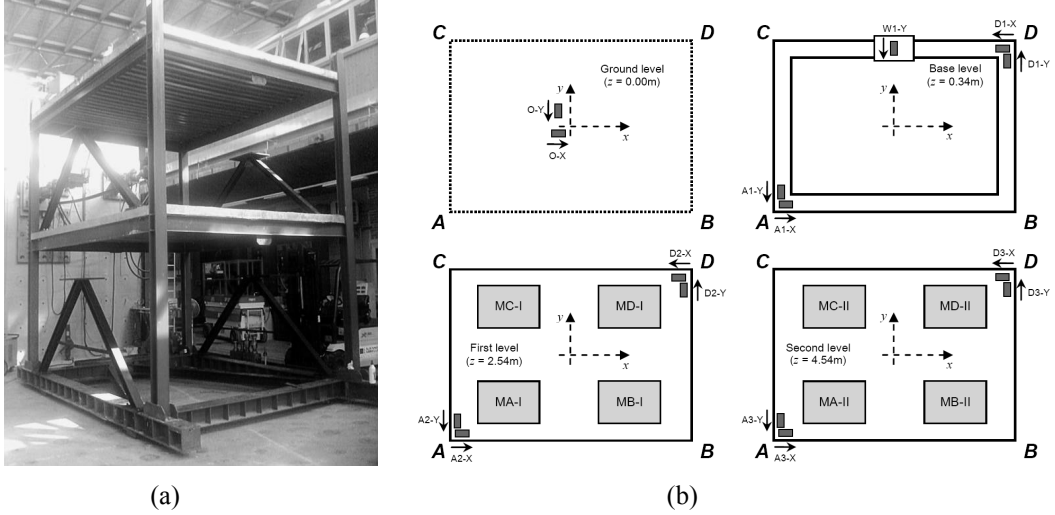 C
D
Ground level
(z = 0.00m)
y
O-Y
x
O-X
A
B
C
W1-Y
D1-X
D
D1-Y
Base level
(z = 0.34m)
y
x
A1-Y
A
A1-X
B
C
D2-X
D
D2-Y
MC-I
MD-I
y
First level
(z = 2.54m)
x
MA-I
MB-I
A2-Y
A
A2-X
B
C
D3-X
D
D3-Y
MC-II
MD-II
y
Second level
(z = 4.54m)
x
MA-II
MB-II
A3-Y
A
A3-X
B
(a)
(b)